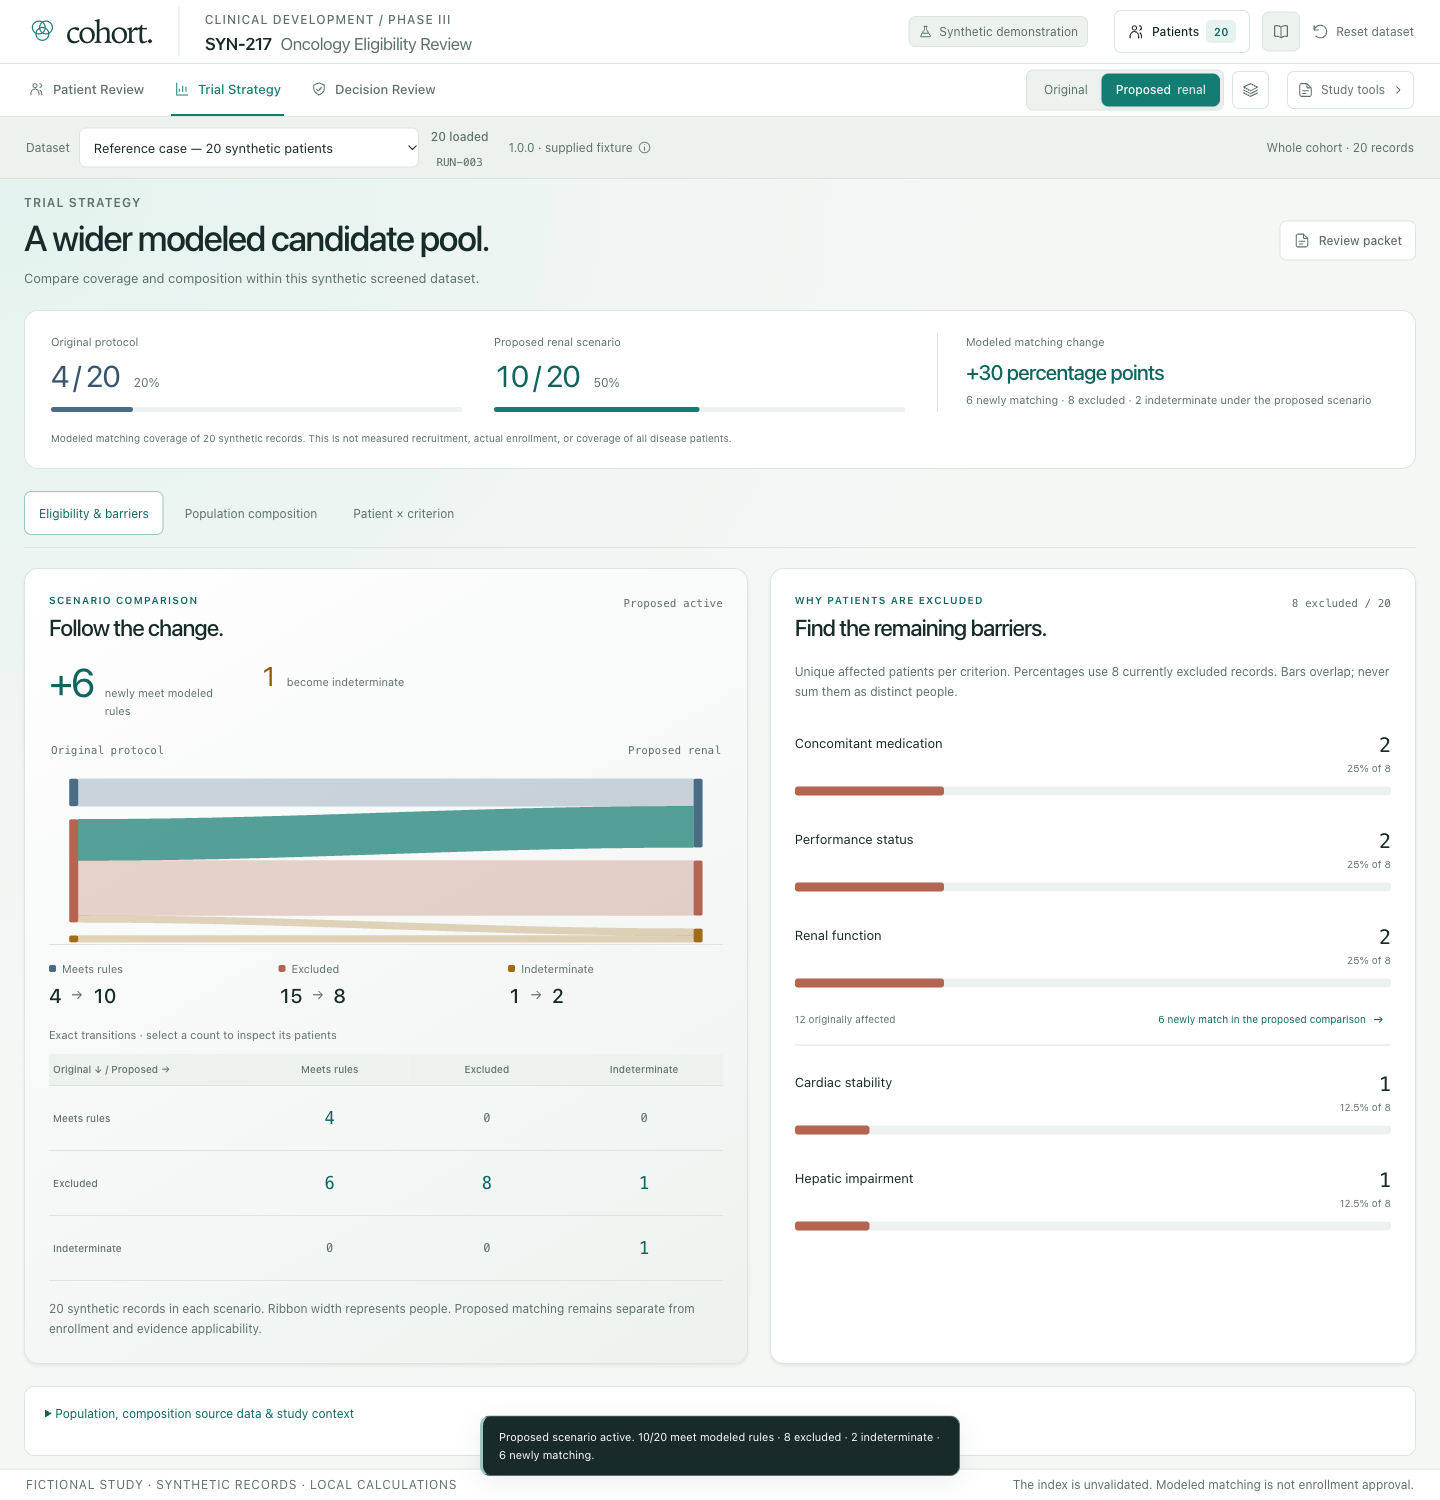 cohort.
CLINICAL DEVELOPMENT / PHASE III
SYN-217 Oncology Eligibility Review
Synthetic demonstration
Patients 20
Reset dataset
Patient Review
Trial Strategy
Decision Review
Original
Proposed renal
Study tools
Dataset
Reference case — 20 synthetic patients
20 loaded
RUN-003
1.0.0 · supplied fixture
Whole cohort · 20 records
TRIAL STRATEGY
A wider modeled candidate pool.
Compare coverage and composition within this synthetic screened dataset.
Review packet
Original protocol
4/20 20%
Proposed renal scenario
10/20 50%
Modeled matching change
+30 percentage points
6 newly matching · 8 excluded · 2 indeterminate under the proposed scenario
Modeled matching coverage of 20 synthetic records. This is not measured recruitment, actual enrollment, or coverage of all disease patients.
Eligibility & barriers
Population composition
Patient × criterion
SCENARIO COMPARISON
Proposed active
Follow the change.
+6 newly meet modeled
rules
1 become indeterminate
Original protocol
Proposed renal
Meets rules
4 → 10
Excluded
15 → 8
Indeterminate
1 → 2
Exact transitions · select a count to inspect its patients
Original ↓ / Proposed → Meets rules Excluded Indeterminate
Meets rules 4 0 0
Excluded 6 8 1
Indeterminate 0 0 1
20 synthetic records in each scenario. Ribbon width represents people. Proposed matching remains separate from
enrollment and evidence applicability.
WHY PATIENTS ARE EXCLUDED
8 excluded / 20
Find the remaining barriers.
Unique affected patients per criterion. Percentages use 8 currently excluded records. Bars overlap; never
sum them as distinct people.
Concomitant medication 2
25% of 8
Performance status 2
25% of 8
Renal function 2
25% of 8
12 originally affected
6 newly match in the proposed comparison →
Cardiac stability 1
12.5% of 8
Hepatic impairment 1
12.5% of 8
Population, composition source data & study context
Proposed scenario active. 10/20 meet modeled rules · 8 excluded · 2 indeterminate ·
6 newly matching.
FICTIONAL STUDY · SYNTHETIC RECORDS · LOCAL CALCULATIONS
The index is unvalidated. Modeled matching is not enrollment approval.